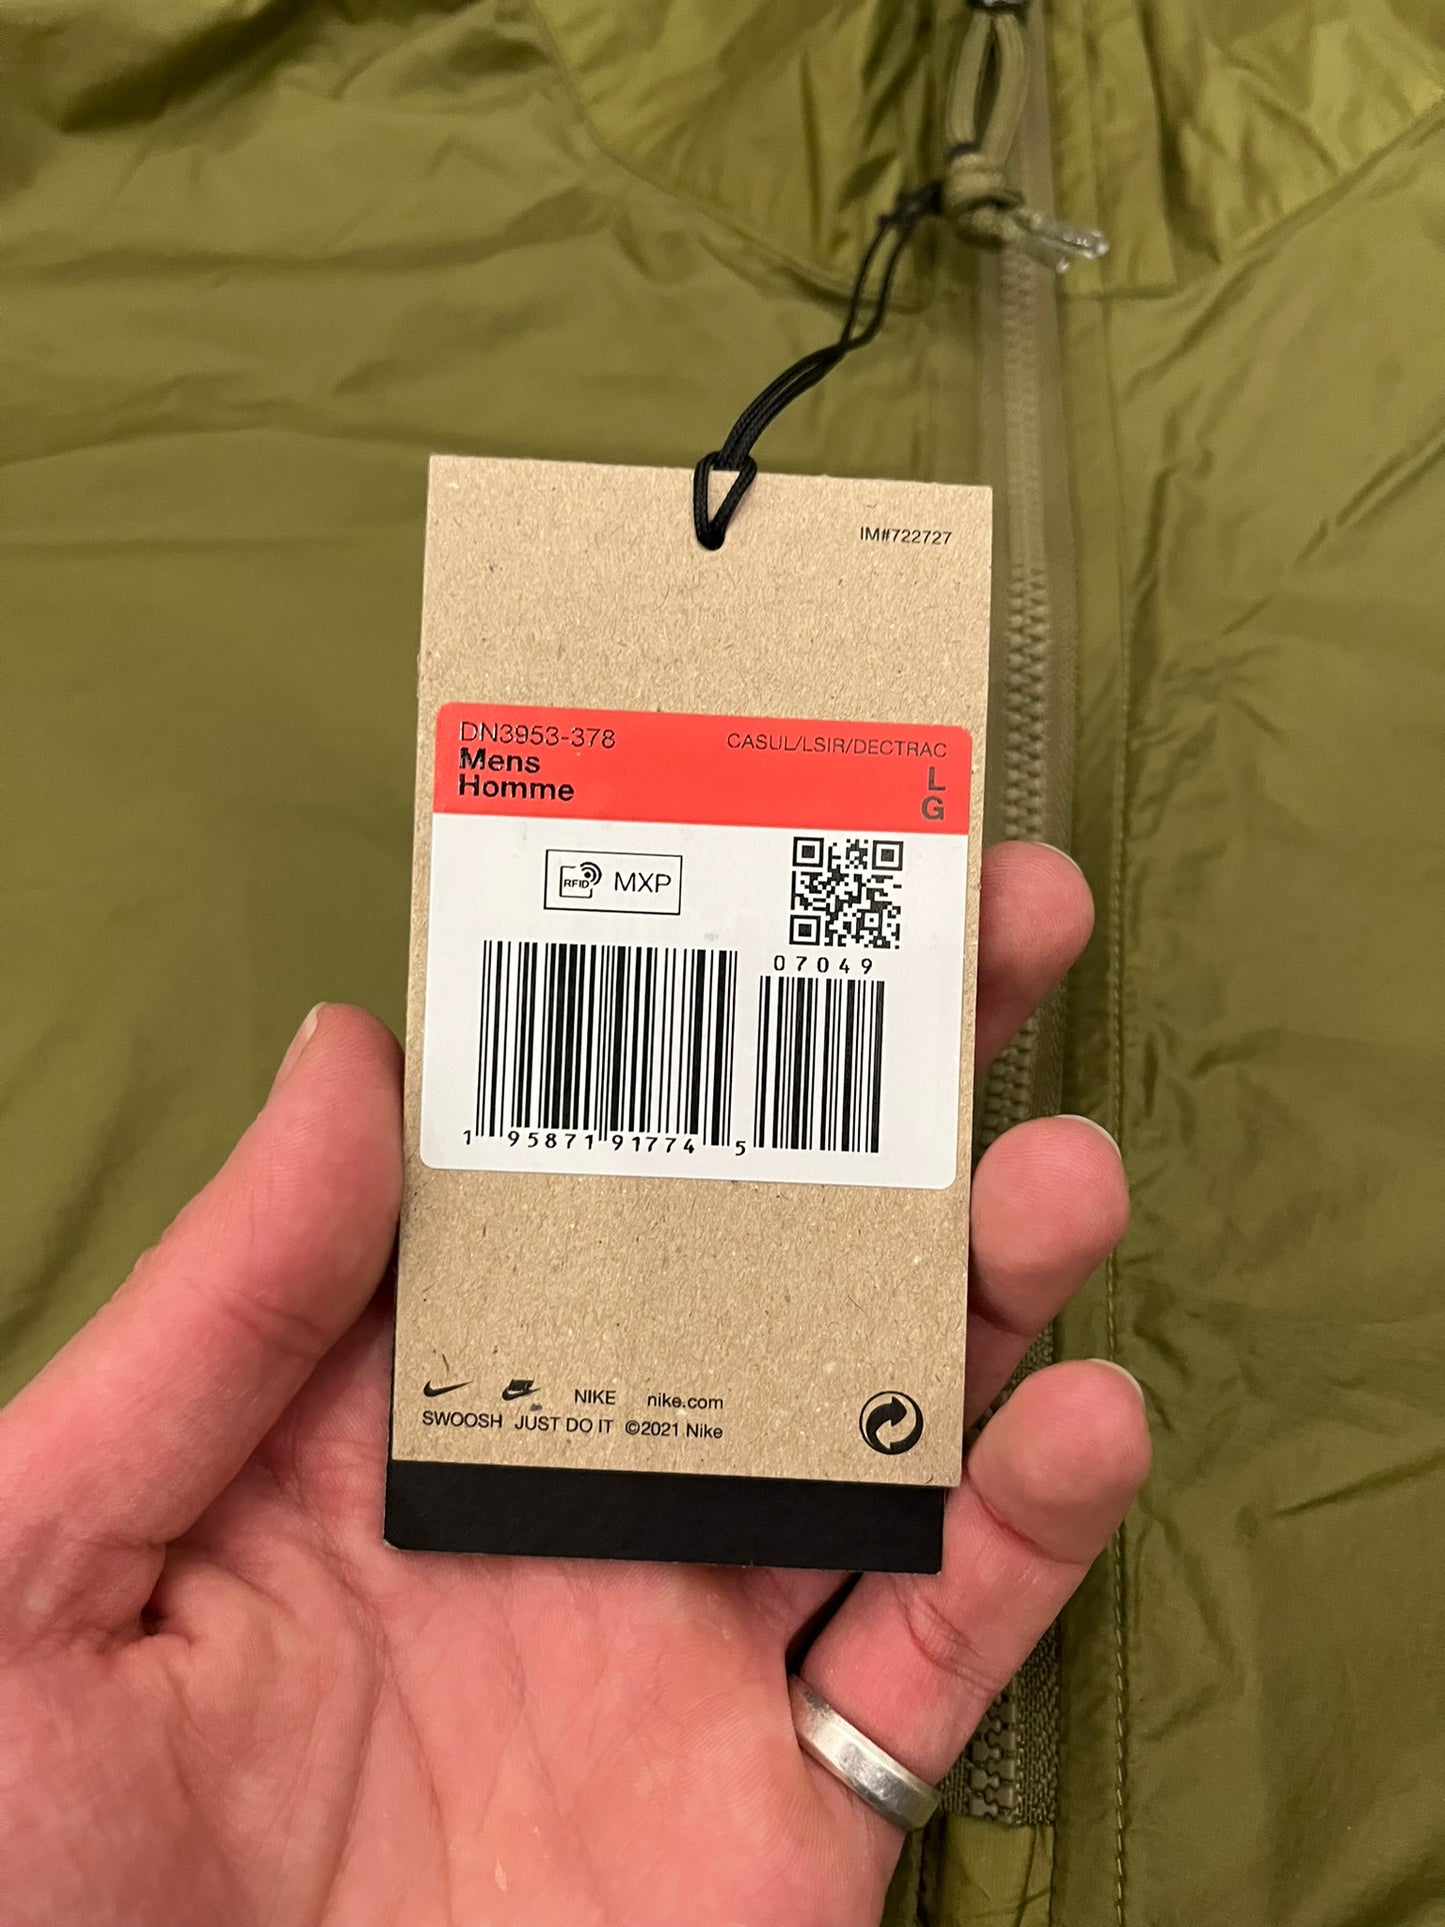 IM#722727
DN3953-378 CASUL/LSIR/DECTRAC
Mens L
Homme G
RFID MXP
07049
1 95871 91774 5
NIKE nike.com
SWOOSH JUST DO IT ©2021 Nike